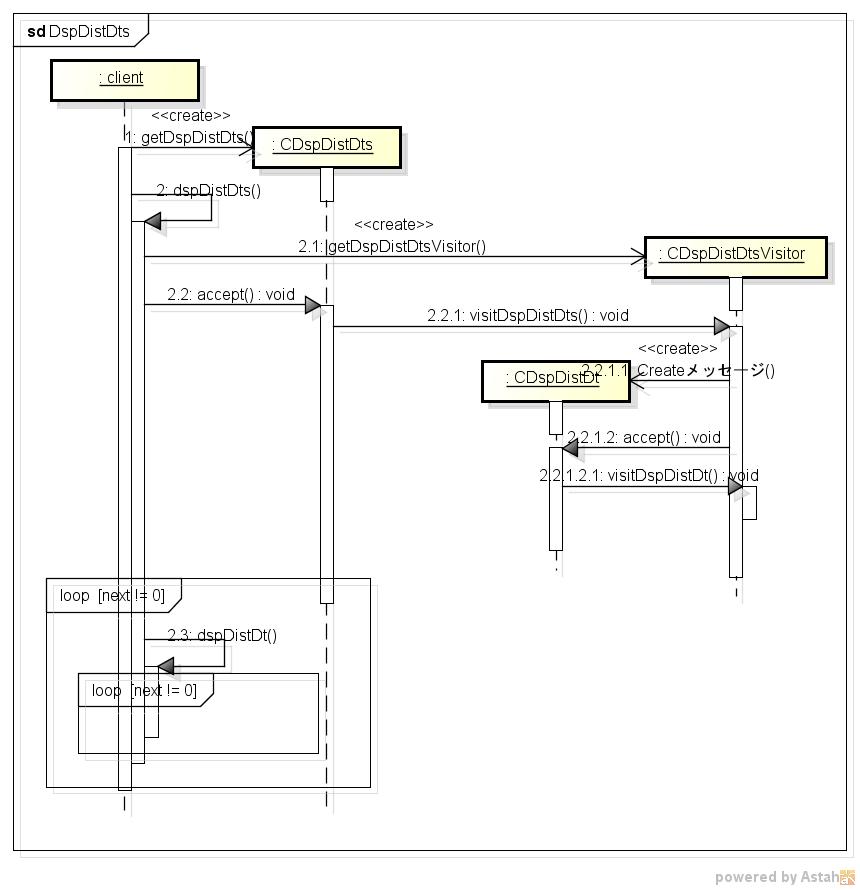 sd DspDistDts
: client
<<create>>
1: getDspDistDts()
: CDspDistDts
2: dspDistDts()
<<create>>
2.1: getDspDistDtsVisitor()
: CDspDistDtsVisitor
2.2: accept() : void
2.2.1: visitDspDistDts() : void
<<create>>
2.2.1.1: Createメッセージ()
: CDspDistDt
2.2.1.2: accept() : void
2.2.1.2.1: visitDspDistDt() : void
loop [next != 0]
2.3: dspDistDt()
loop [next != 0]
powered by Astah